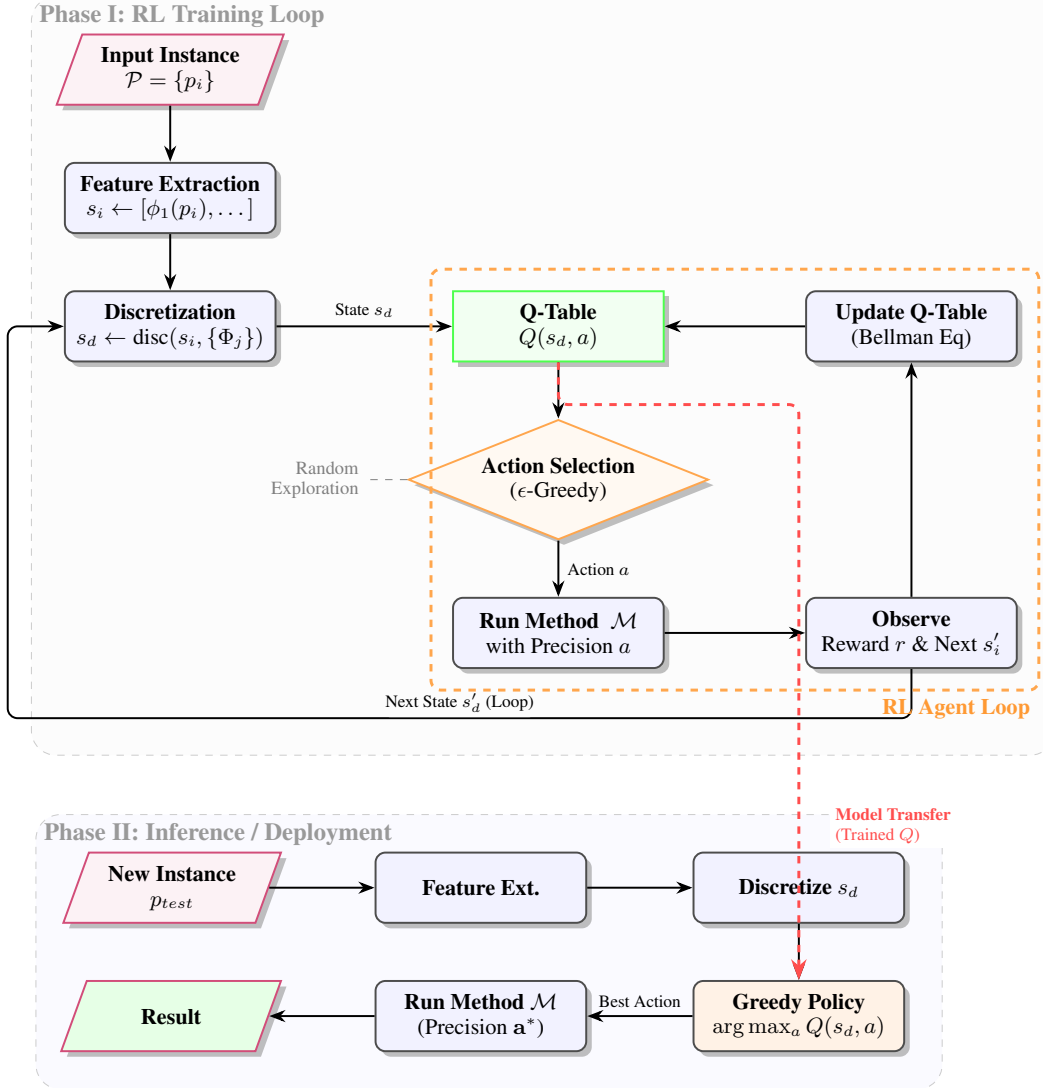 Phase I: RL Training Loop
Input Instance
𝒫 = {p_i}
Feature Extraction
s_i ← [ϕ_1(p_i), . . . ]
Discretization
s_d ← disc(s_i, {Φ_j})
State s_d
Q-Table
Q(s_d, a)
Update Q-Table
(Bellman Eq)
Random
Exploration
Action Selection
(ϵ-Greedy)
Action a
Run Method ℳ
with Precision a
Observe
Reward r & Next s′_i
Next State s′_d (Loop)
RL Agent Loop
Model Transfer
(Trained Q)
Phase II: Inference / Deployment
New Instance
p_test
Feature Ext.
Discretize s_d
Result
Run Method ℳ
(Precision a*)
Best Action
Greedy Policy
arg max_a Q(s_d, a)